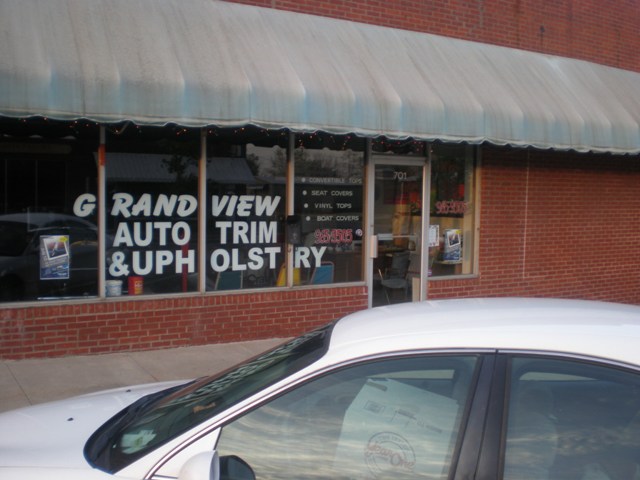 GRAND VIEW
AUTO TRIM
& UPHOLSTRY
701
• CONVERTIBLE TOPS
• SEAT COVERS
• VINYL TOPS
• BOAT COVERS